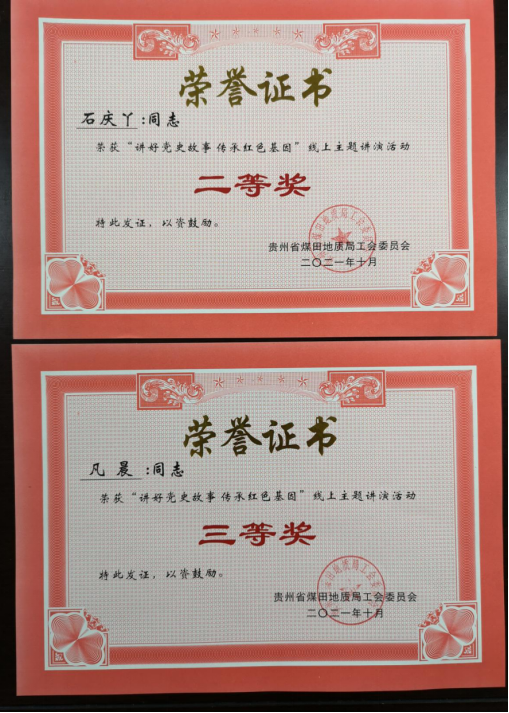 荣誉证书
石庆丫:同志
荣获“讲好党史故事 传承红色基因”线上主题讲演活动
二等奖
特此发证,以资鼓励。
贵州省煤田地质局工会委员会
二〇二一年十月
荣誉证书
凡晨:同志
荣获“讲好党史故事 传承红色基因”线上主题讲演活动
三等奖
特此发证,以资鼓励。
贵州省煤田地质局工会委员会
二〇二一年十月